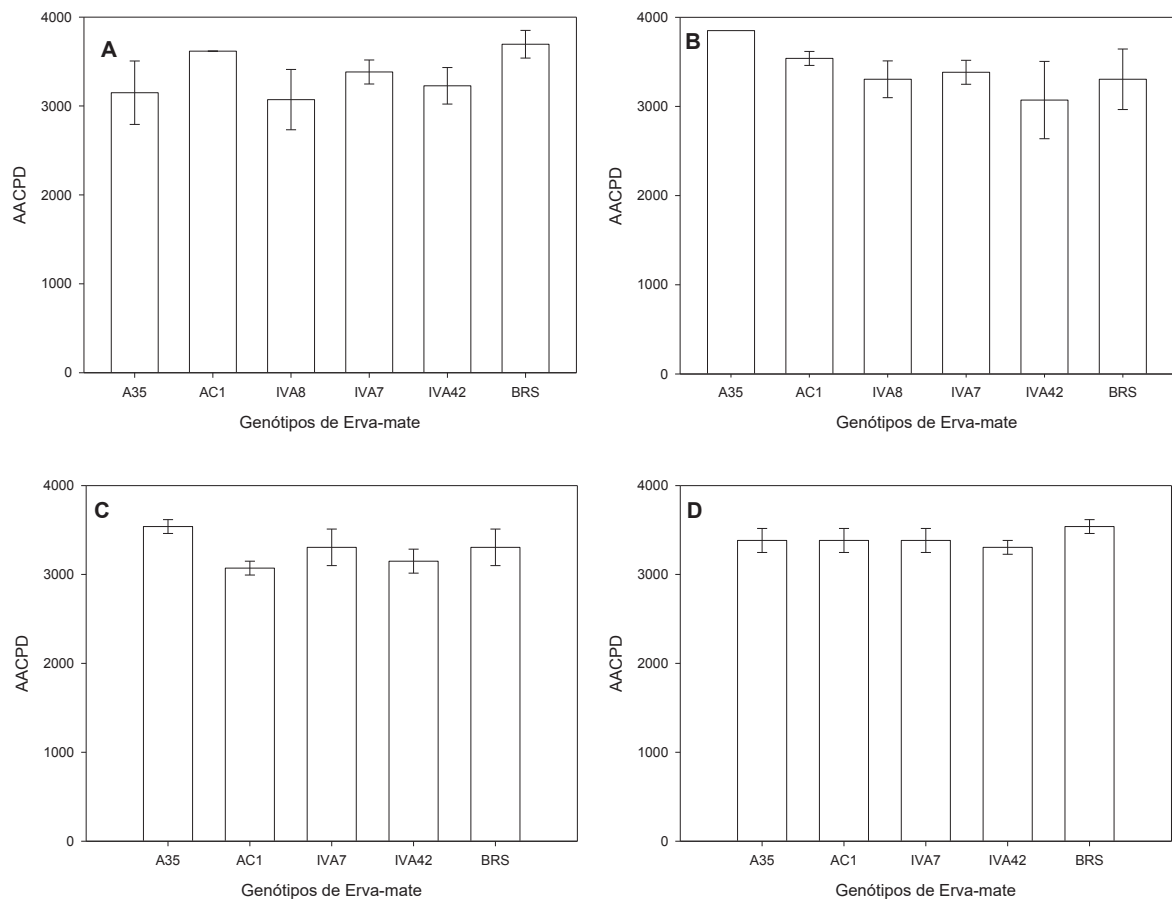 A
4000
3000
2000
1000
0
AACPD
A35 AC1 IVA8 IVA7 IVA42 BRS
Genótipos de Erva-mate
B
4000
3000
2000
1000
0
AACPD
A35 AC1 IVA8 IVA7 IVA42 BRS
Genótipos de Erva-mate
C
4000
3000
2000
1000
0
AACPD
A35 AC1 IVA7 IVA42 BRS
Genótipos de Erva-mate
D
4000
3000
2000
1000
0
AACPD
A35 AC1 IVA7 IVA42 BRS
Genótipos de Erva-mate